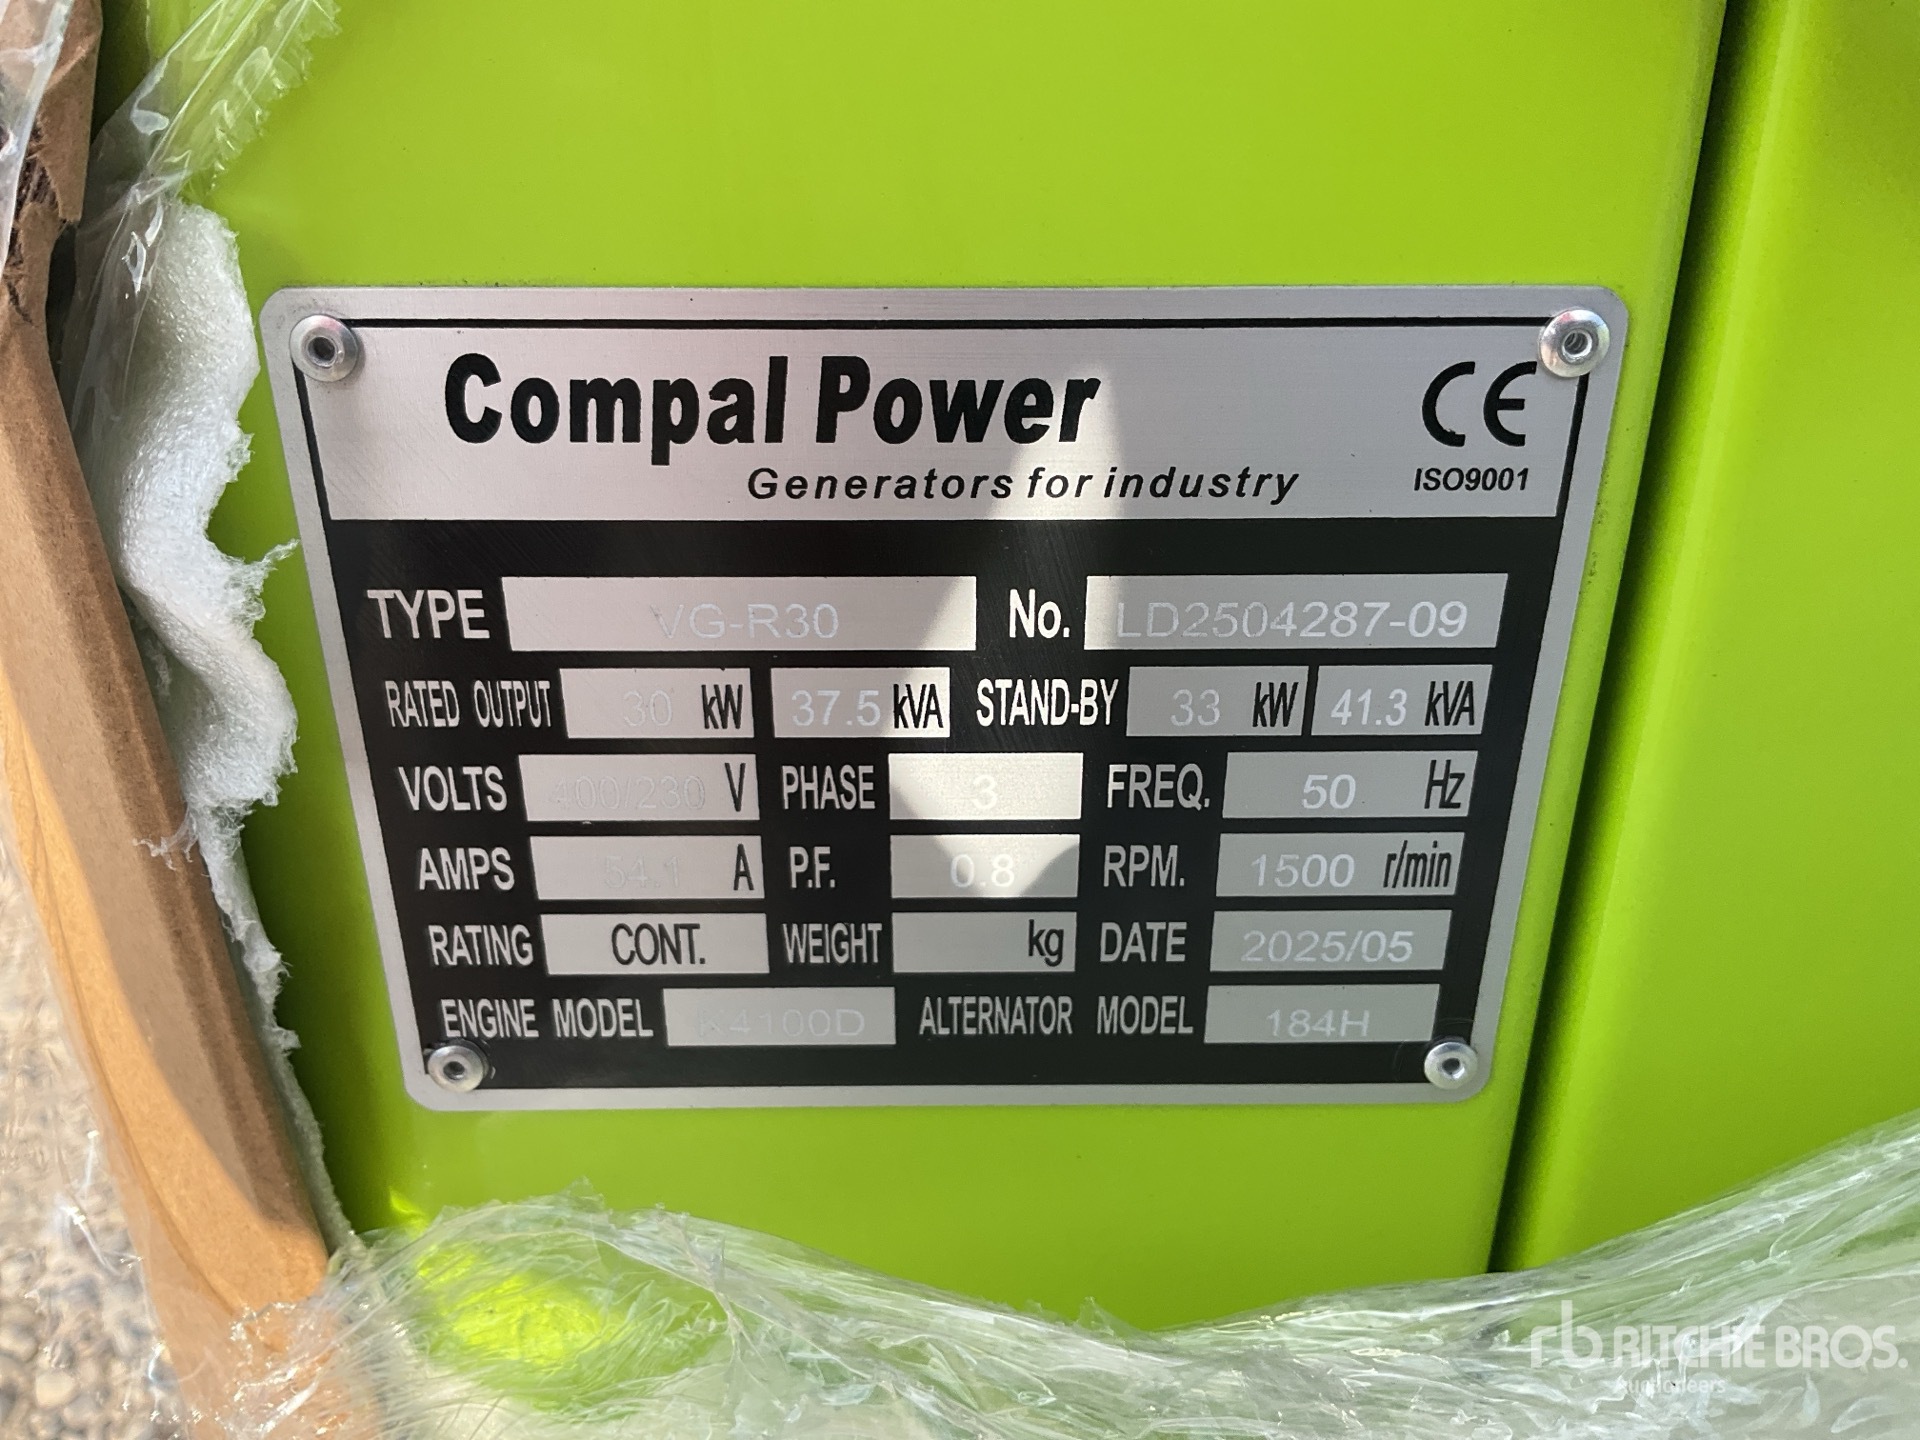 Compal Power
CE
Generators for industry
ISO9001
TYPE VG-R30 No. LD2504287-09
RATED OUTPUT 30 kW 37.5 kVA STAND-BY 33 kW 41.3 kVA
VOLTS 400/230 V PHASE 3 FREQ. 50 Hz
AMPS 54.1 A P.F. 0.8 RPM. 1500 r/min
RATING CONT. WEIGHT kg DATE 2025/05
ENGINE MODEL K4100D ALTERNATOR MODEL 184H
rb RITCHIE BROS.
Auctioneers